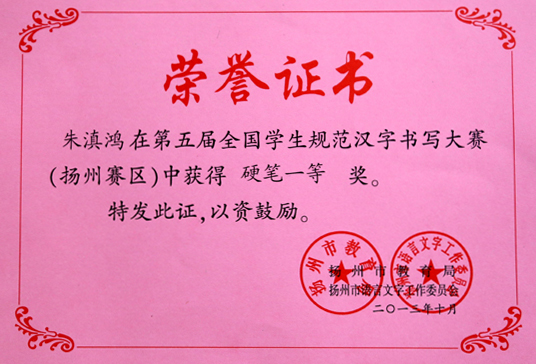 荣誉证书
朱滇鸿在第五届全国学生规范汉字书写大赛
(扬州赛区)中获得 硬笔一等 奖。
特发此证,以资鼓励。
扬州市教育局
扬州市语言文字工作委员会
二〇一三年十月